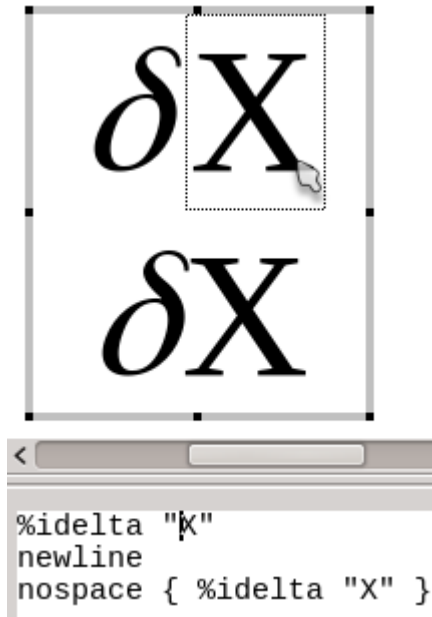 δX
δX
%idelta "X"
newline
nospace { %idelta "X" }